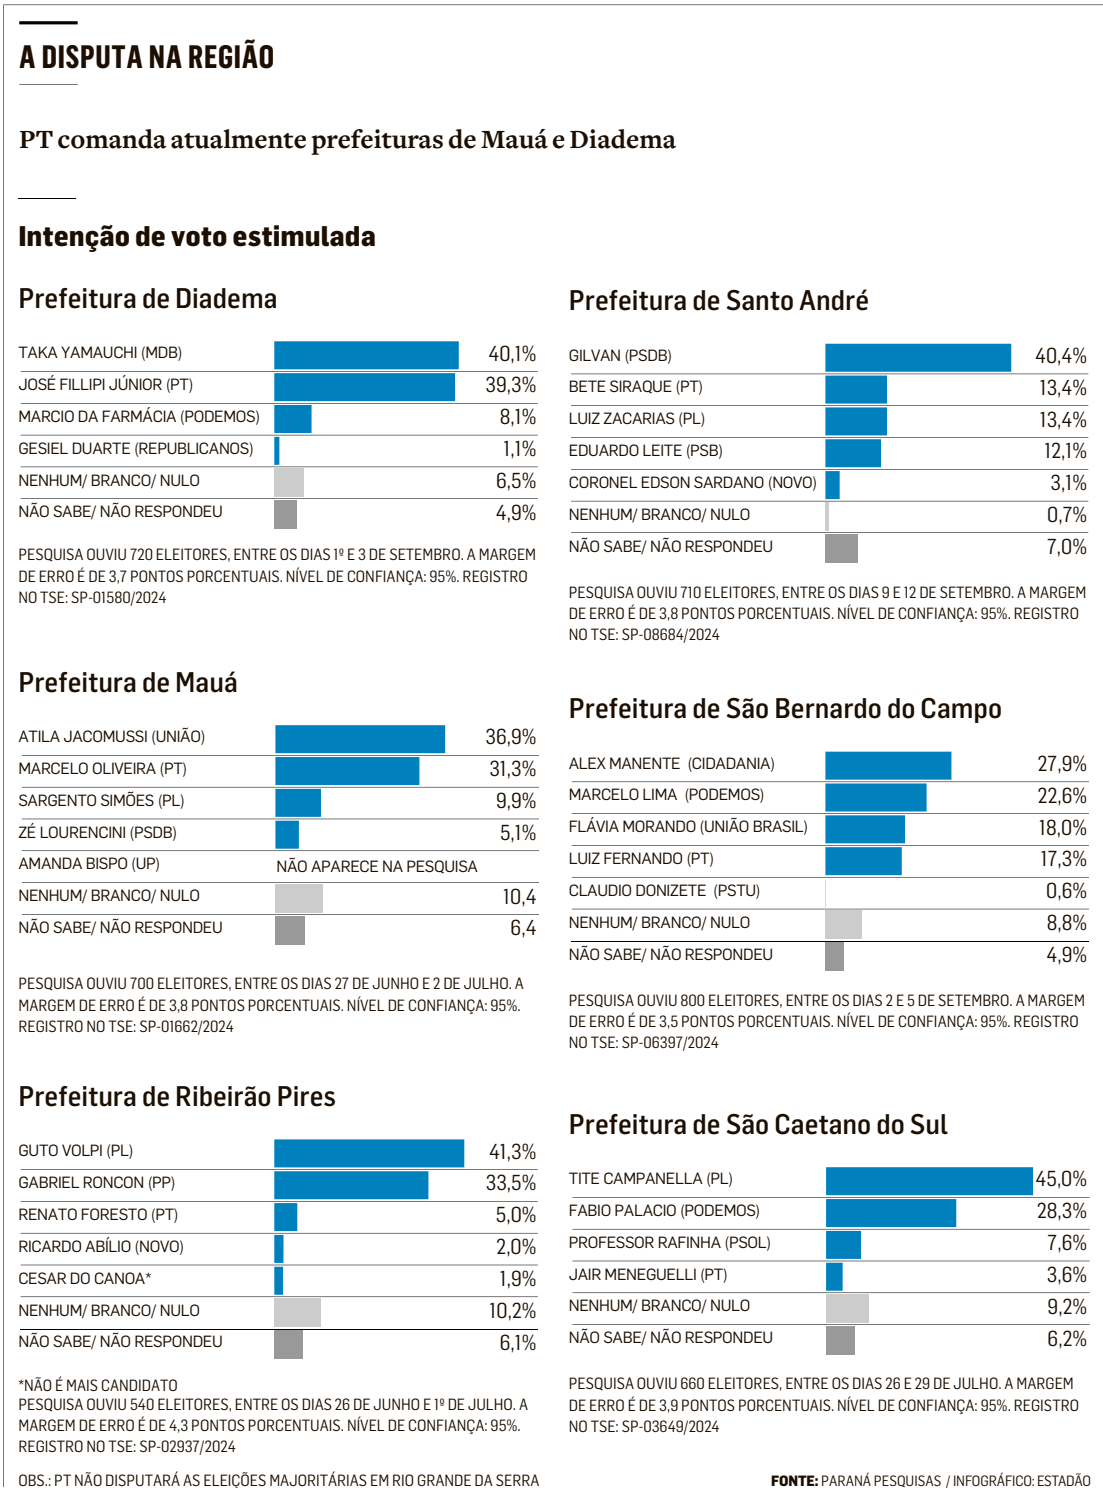 A DISPUTA NA REGIÃO
PT comanda atualmente prefeituras de Mauá e Diadema
Intenção de voto estimulada
Prefeitura de Diadema
TAKA YAMAUCHI (MDB) 40,1%
JOSÉ FILLIPI JÚNIOR (PT) 39,3%
MARCIO DA FARMÁCIA (PODEMOS) 8,1%
GESIEL DUARTE (REPUBLICANOS) 1,1%
NENHUM/ BRANCO/ NULO 6,5%
NÃO SABE/ NÃO RESPONDEU 4,9%
PESQUISA OUVIU 720 ELEITORES, ENTRE OS DIAS 1º E 3 DE SETEMBRO. A MARGEM
DE ERRO É DE 3,7 PONTOS PORCENTUAIS. NÍVEL DE CONFIANÇA: 95%. REGISTRO
NO TSE: SP-01580/2024
Prefeitura de Mauá
ATILA JACOMUSSI (UNIÃO) 36,9%
MARCELO OLIVEIRA (PT) 31,3%
SARGENTO SIMÕES (PL) 9,9%
ZÉ LOURENCINI (PSDB) 5,1%
AMANDA BISPO (UP) NÃO APARECE NA PESQUISA
NENHUM/ BRANCO/ NULO 10,4
NÃO SABE/ NÃO RESPONDEU 6,4
PESQUISA OUVIU 700 ELEITORES, ENTRE OS DIAS 27 DE JUNHO E 2 DE JULHO. A
MARGEM DE ERRO É DE 3,8 PONTOS PORCENTUAIS. NÍVEL DE CONFIANÇA: 95%.
REGISTRO NO TSE: SP-01662/2024
Prefeitura de Ribeirão Pires
GUTO VOLPI (PL) 41,3%
GABRIEL RONCON (PP) 33,5%
RENATO FORESTO (PT) 5,0%
RICARDO ABÍLIO (NOVO) 2,0%
CESAR DO CANOA* 1,9%
NENHUM/ BRANCO/ NULO 10,2%
NÃO SABE/ NÃO RESPONDEU 6,1%
*NÃO É MAIS CANDIDATO
PESQUISA OUVIU 540 ELEITORES, ENTRE OS DIAS 26 DE JUNHO E 1º DE JULHO. A
MARGEM DE ERRO É DE 4,3 PONTOS PORCENTUAIS. NÍVEL DE CONFIANÇA: 95%.
REGISTRO NO TSE: SP-02937/2024
OBS.: PT NÃO DISPUTARÁ AS ELEIÇÕES MAJORITÁRIAS EM RIO GRANDE DA SERRA
Prefeitura de Santo André
GILVAN (PSDB) 40,4%
BETE SIRAQUE (PT) 13,4%
LUIZ ZACARIAS (PL) 13,4%
EDUARDO LEITE (PSB) 12,1%
CORONEL EDSON SARDANO (NOVO) 3,1%
NENHUM/ BRANCO/ NULO 0,7%
NÃO SABE/ NÃO RESPONDEU 7,0%
PESQUISA OUVIU 710 ELEITORES, ENTRE OS DIAS 9 E 12 DE SETEMBRO. A MARGEM
DE ERRO É DE 3,8 PONTOS PORCENTUAIS. NÍVEL DE CONFIANÇA: 95%. REGISTRO
NO TSE: SP-08684/2024
Prefeitura de São Bernardo do Campo
ALEX MANENTE (CIDADANIA) 27,9%
MARCELO LIMA (PODEMOS) 22,6%
FLÁVIA MORANDO (UNIÃO BRASIL) 18,0%
LUIZ FERNANDO (PT) 17,3%
CLAUDIO DONIZETE (PSTU) 0,6%
NENHUM/ BRANCO/ NULO 8,8%
NÃO SABE/ NÃO RESPONDEU 4,9%
PESQUISA OUVIU 800 ELEITORES, ENTRE OS DIAS 2 E 5 DE SETEMBRO. A MARGEM
DE ERRO É DE 3,5 PONTOS PORCENTUAIS. NÍVEL DE CONFIANÇA: 95%. REGISTRO
NO TSE: SP-06397/2024
Prefeitura de São Caetano do Sul
TITE CAMPANELLA (PL) 45,0%
FABIO PALACIO (PODEMOS) 28,3%
PROFESSOR RAFINHA (PSOL) 7,6%
JAIR MENEGUELLI (PT) 3,6%
NENHUM/ BRANCO/ NULO 9,2%
NÃO SABE/ NÃO RESPONDEU 6,2%
PESQUISA OUVIU 660 ELEITORES, ENTRE OS DIAS 26 E 29 DE JULHO. A MARGEM
DE ERRO É DE 3,9 PONTOS PORCENTUAIS. NÍVEL DE CONFIANÇA: 95%. REGISTRO
NO TSE: SP-03649/2024
FONTE: PARANÁ PESQUISAS / INFOGRÁFICO: ESTADÃO